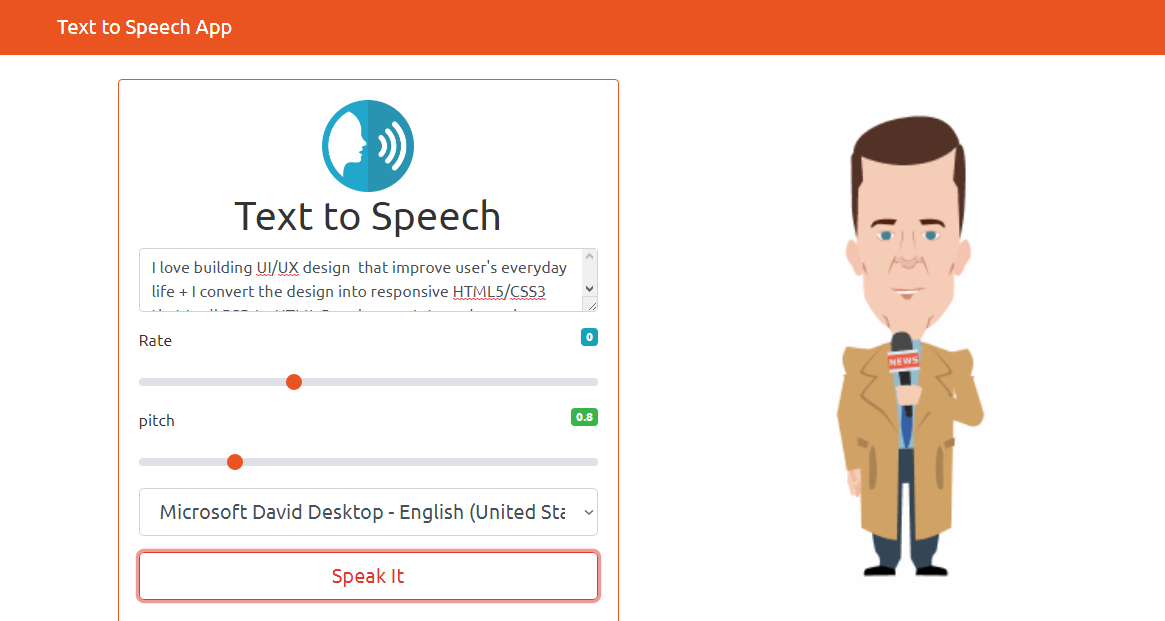 Text to Speech App
Text to Speech
I love building UI/UX design  that improve user's everyday
life + I convert the design into responsive HTML5/CSS3
Rate
0
pitch
0.8
Microsoft David Desktop - English (United Sta
Speak It
NEWS